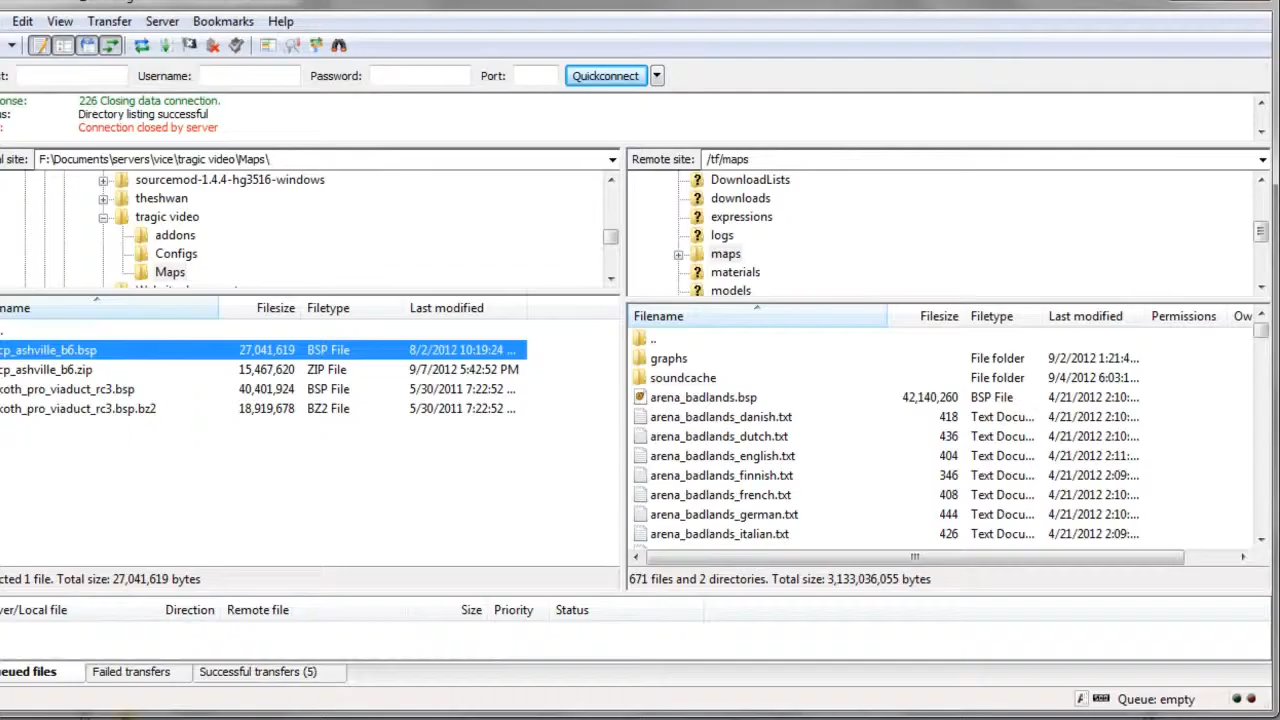 Edit View Transfer Server Bookmarks Help
t: Username: Password: Port: Quickconnect
onse: 226 Closing data connection.
s: Directory listing successful
: Connection closed by server
l site: F:\Documents\servers\vice\tragic video\Maps\
sourcemod-1.4.4-hg3516-windows
theshwan
tragic video
addons
Configs
Maps
name Filesize Filetype Last modified
.
cp_ashville_b6.bsp 27,041,619 BSP File 8/2/2012 10:19:24 ...
cp_ashville_b6.zip 15,467,620 ZIP File 9/7/2012 5:42:52 PM
koth_pro_viaduct_rc3.bsp 40,401,924 BSP File 5/30/2011 7:22:52 ...
koth_pro_viaduct_rc3.bsp.bz2 18,919,678 BZ2 File 5/30/2011 7:22:52 ...
cted 1 file. Total size: 27,041,619 bytes
Remote site: /tf/maps
DownloadLists
downloads
expressions
logs
maps
materials
models
Filename Filesize Filetype Last modified Permissions Ow
..
graphs File folder 9/2/2012 1:21:4...
soundcache File folder 9/4/2012 6:03:1...
arena_badlands.bsp 42,140,260 BSP File 4/21/2012 2:10:...
arena_badlands_danish.txt 418 Text Docu... 4/21/2012 2:10:...
arena_badlands_dutch.txt 436 Text Docu... 4/21/2012 2:10:...
arena_badlands_english.txt 404 Text Docu... 4/21/2012 2:11:...
arena_badlands_finnish.txt 346 Text Docu... 4/21/2012 2:09:...
arena_badlands_french.txt 408 Text Docu... 4/21/2012 2:10:...
arena_badlands_german.txt 444 Text Docu... 4/21/2012 2:10:...
arena_badlands_italian.txt 426 Text Docu... 4/21/2012 2:09:...
671 files and 2 directories. Total size: 3,133,036,055 bytes
ver/Local file Direction Remote file Size Priority Status
ueued files Failed transfers Successful transfers (5)
Queue: empty